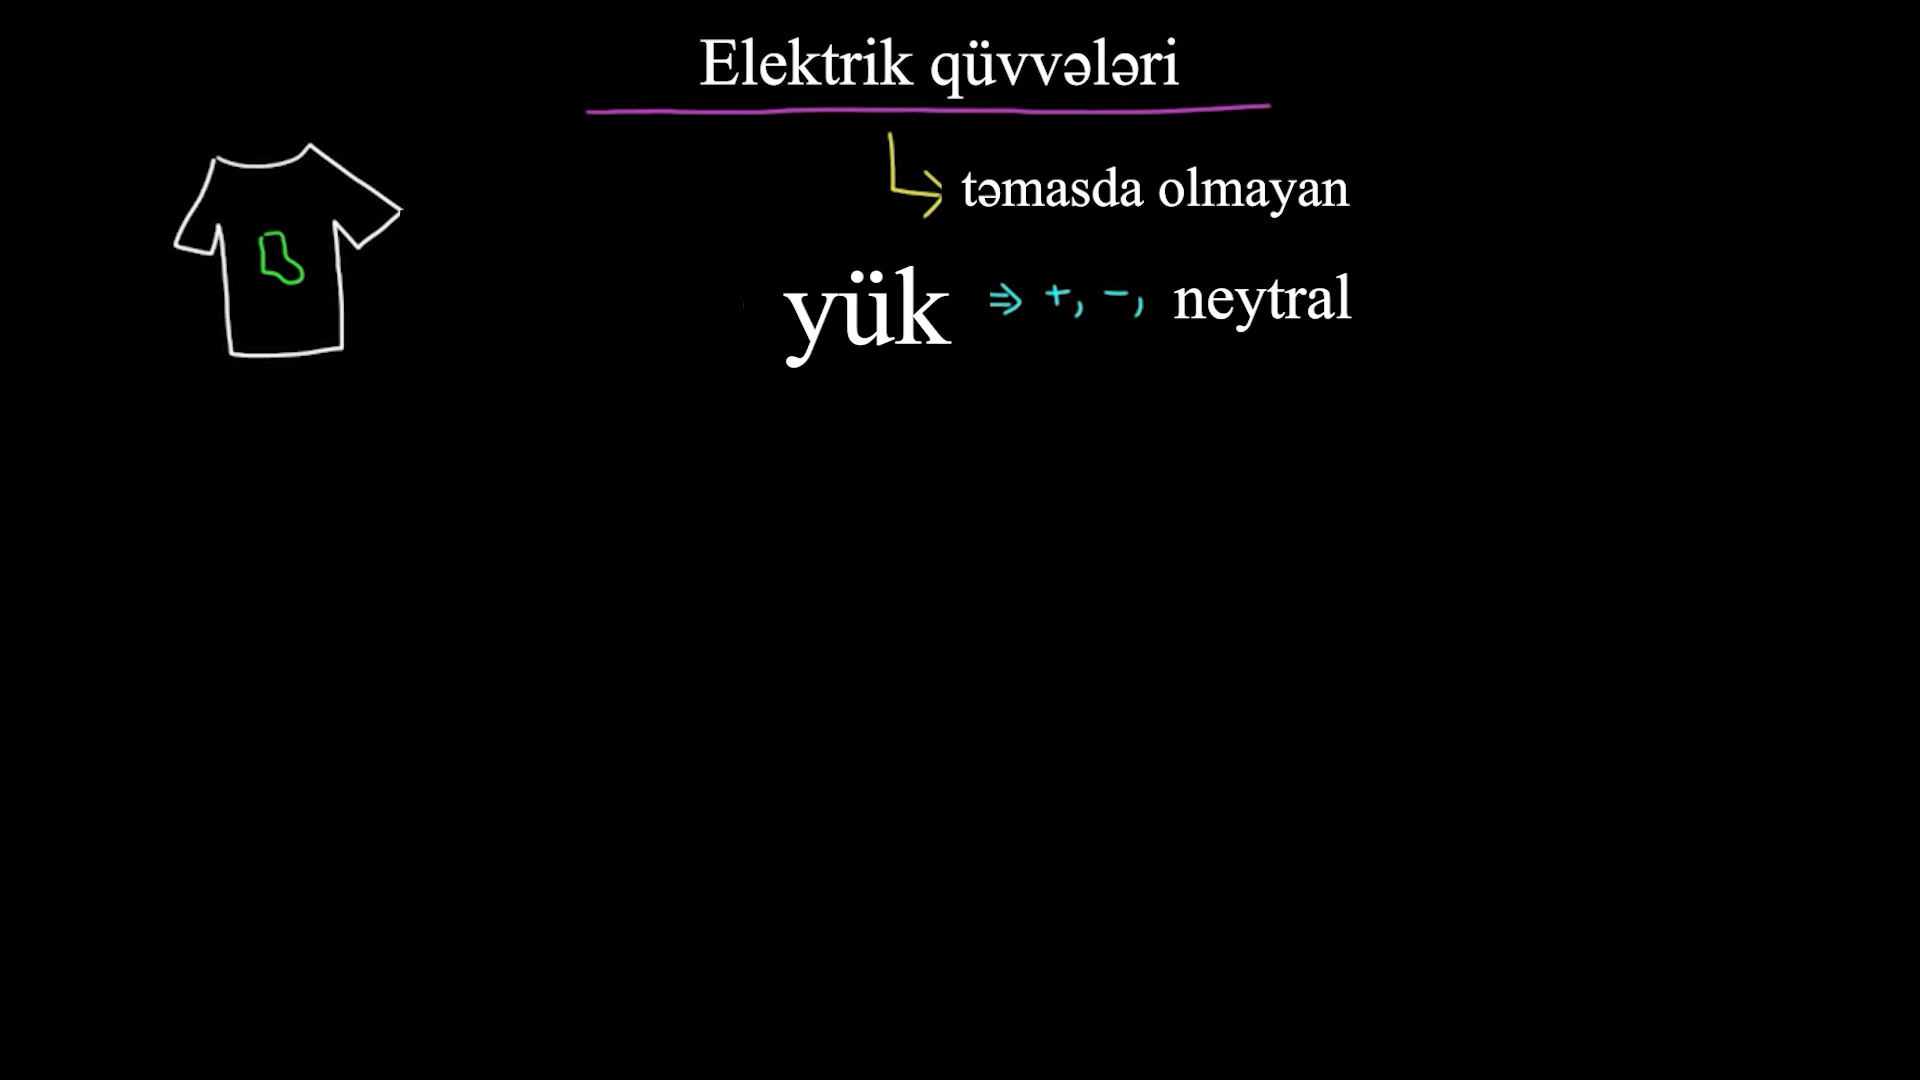 Elektrik qüvvələri
təmasda olmayan
yük ⇒ +, -, neytral